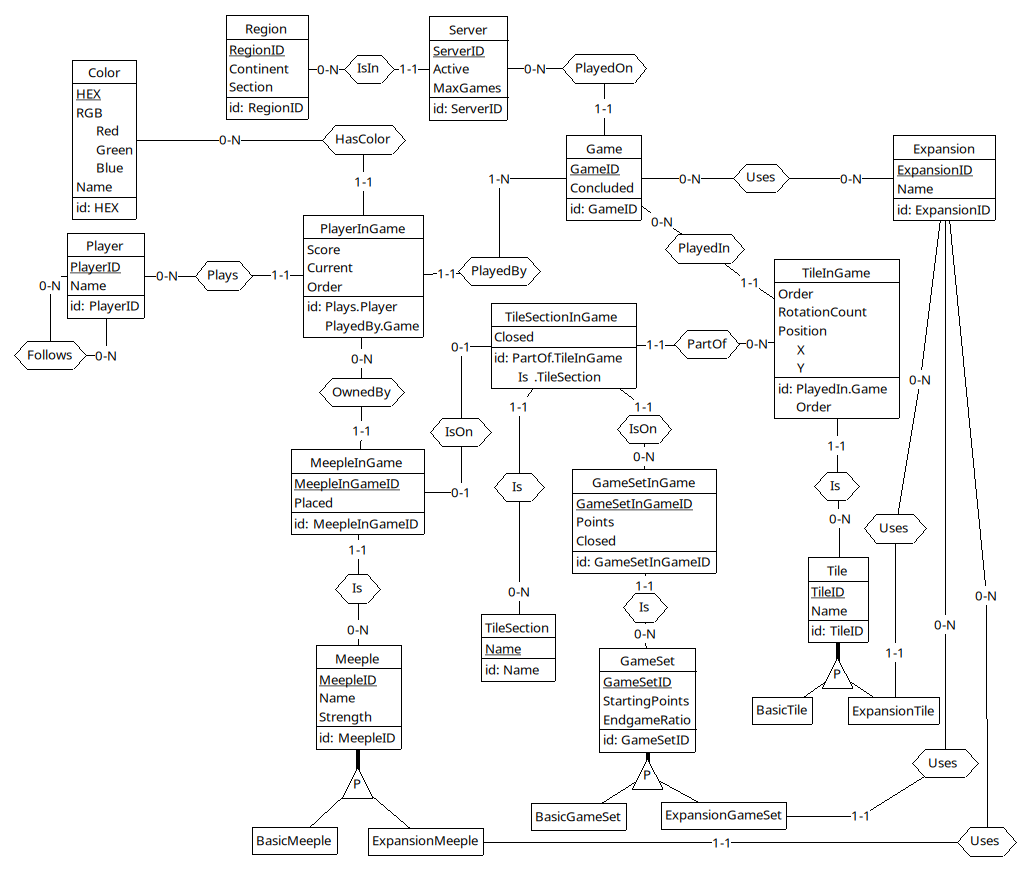 Region
RegionID
Continent
Section
id: RegionID
0-N
IsIn
1-1
Server
ServerID
Active
MaxGames
id: ServerID
0-N
PlayedOn
1-1
Color
HEX
RGB
Red
Green
Blue
Name
id: HEX
0-N
HasColor
1-1
Game
GameID
Concluded
id: GameID
0-N
Uses
0-N
Expansion
ExpansionID
Name
id: ExpansionID
1-N
0-N
PlayedIn
1-1
Player
PlayerID
Name
id: PlayerID
0-N
Plays
1-1
0-N
Follows
0-N
PlayerInGame
Score
Current
Order
id: Plays.Player
PlayedBy.Game
1-1
PlayedBy
TileInGame
Order
RotationCount
Position
X
Y
id: PlayedIn.Game
Order
TileSectionInGame
Closed
id: PartOf.TileInGame
Is .TileSection
1-1
PartOf
0-N
0-N
OwnedBy
1-1
0-1
IsOn
0-1
1-1
Is
0-N
1-1
IsOn
0-N
1-1
Is
0-N
0-N
Uses
1-1
MeepleInGame
MeepleInGameID
Placed
id: MeepleInGameID
1-1
Is
0-N
GameSetInGame
GameSetInGameID
Points
Closed
id: GameSetInGameID
1-1
Is
0-N
Tile
TileID
Name
id: TileID
P
BasicTile
ExpansionTile
TileSection
Name
id: Name
Meeple
MeepleID
Name
Strength
id: MeepleID
P
BasicMeeple
ExpansionMeeple
GameSet
GameSetID
StartingPoints
EndgameRatio
id: GameSetID
P
BasicGameSet
ExpansionGameSet
1-1
Uses
0-N
1-1
Uses
0-N